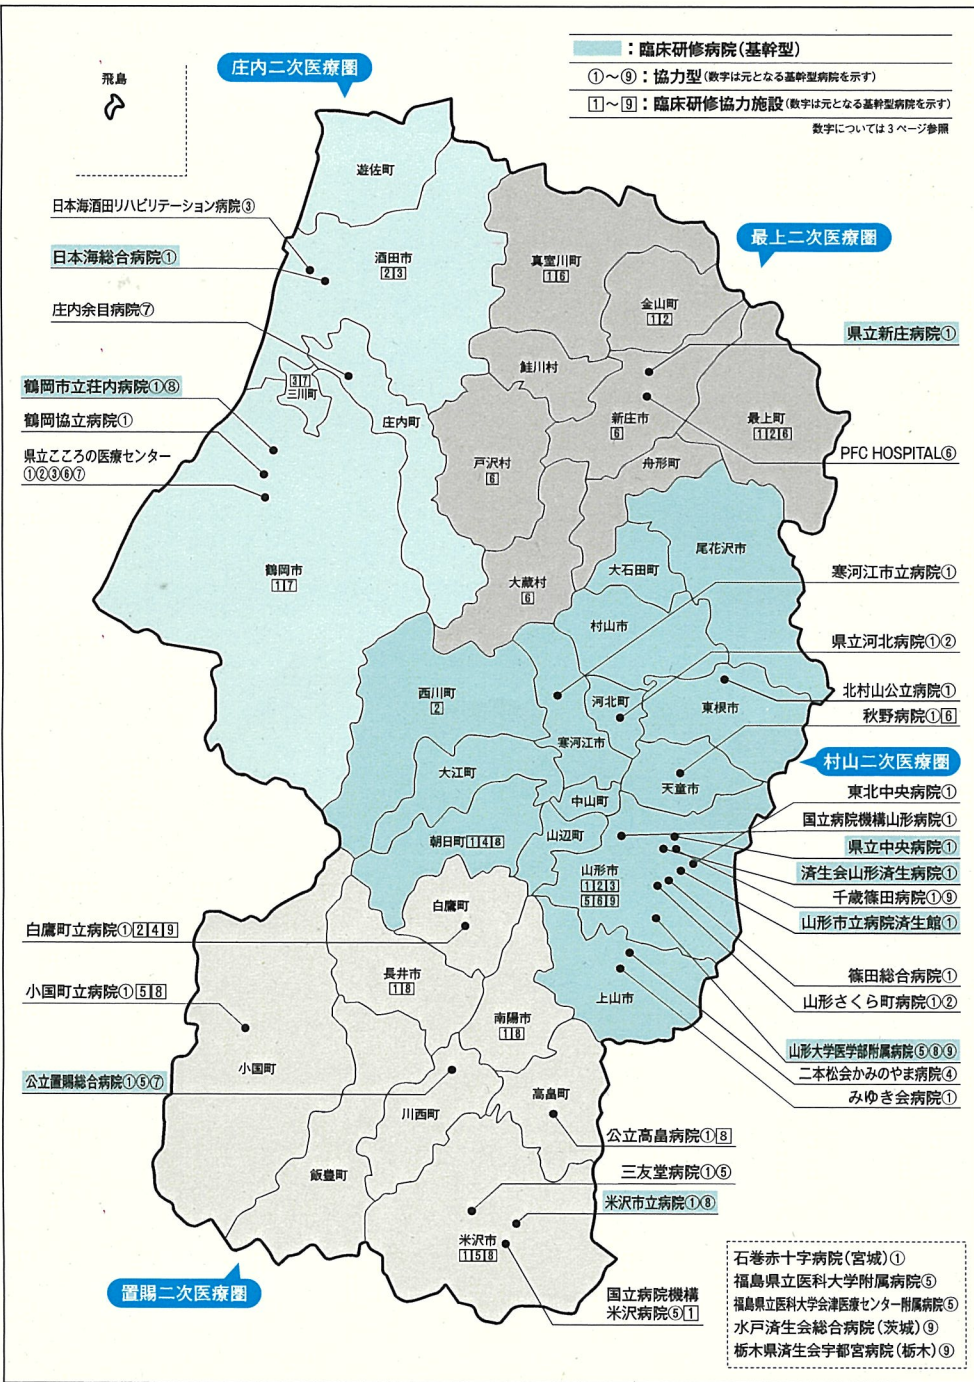 庄内二次医療圏
飛島
：臨床研修病院（基幹型）
①～⑨：協力型（数字は元となる基幹型病院を示す）
1～9：臨床研修協力施設（数字は元となる基幹型病院を示す）
数字については3ページ参照
遊佐町
日本海酒田リハビリテーション病院③
酒田市
2 3
日本海総合病院①
庄内余目病院⑦
3 7
三川町
庄内町
鶴岡市立荘内病院①⑧
鶴岡協立病院①
県立こころの医療センター
①②③⑥⑦
鶴岡市
1 7
最上二次医療圏
真室川町
1 6
金山町
1 2
県立新庄病院①
鮭川村
新庄市
6
最上町
1 2 6
戸沢村
6
舟形町
PFC HOSPITAL⑥
大蔵村
6
尾花沢市
大石田町
村山市
寒河江市立病院①
県立河北病院①②
西川町
2
河北町
東根市
北村山公立病院①
秋野病院①6
寒河江市
村山二次医療圏
大江町
天童市
中山町
東北中央病院①
国立病院機構山形病院①
朝日町1 4 8
山辺町
県立中央病院①
済生会山形済生病院①
山形市
1 2 3
5 6 9
千歳篠田病院①⑨
山形市立病院済生館①
篠田総合病院①
山形さくら町病院①②
上山市
山形大学医学部附属病院⑤⑧⑨
二本松会かみのやま病院④
みゆき会病院①
白鷹町
白鷹町立病院①2 4 9
長井市
1 8
小国町立病院①5 8
南陽市
1 8
小国町
公立置賜総合病院①⑤⑦
川西町
高畠町
公立高畠病院①8
飯豊町
三友堂病院①⑤
米沢市立病院①⑧
米沢市
1 5 8
国立病院機構
米沢病院⑤1
置賜二次医療圏
石巻赤十字病院（宮城）①
福島県立医科大学附属病院⑤
福島県立医科大学会津医療センター附属病院⑤
水戸済生会総合病院（茨城）⑨
栃木県済生会宇都宮病院（栃木）⑨